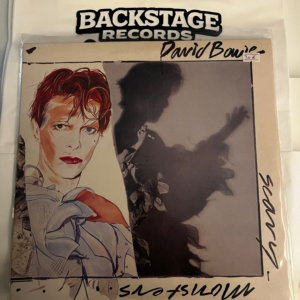 BACKSTAGE
RECORDS
David Bowie
scary
monsters